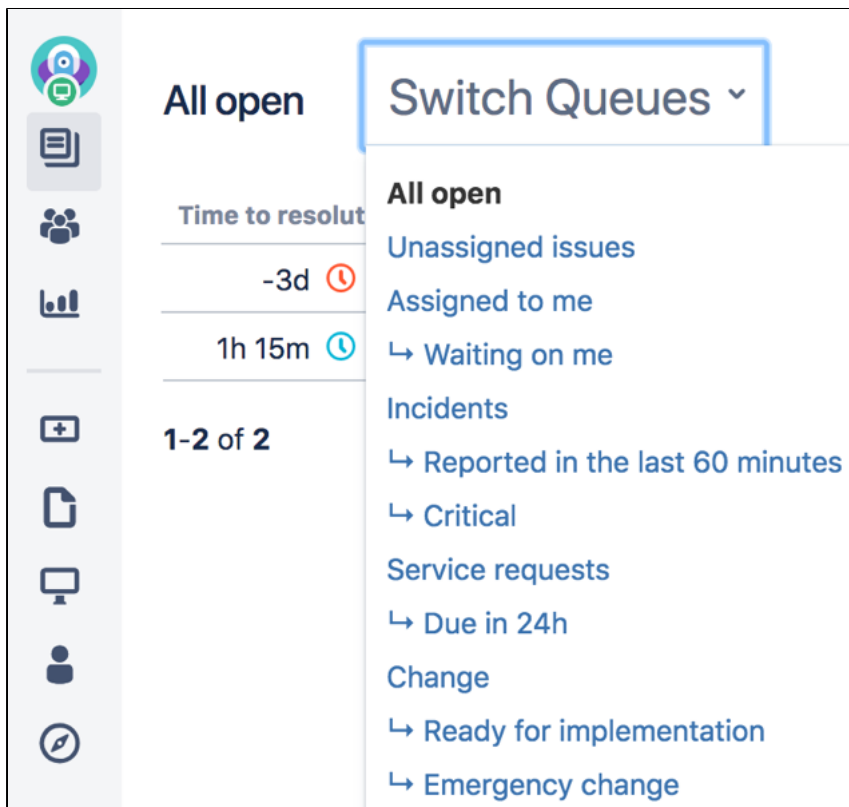 All open
Switch Queues
Time to resolut
-3d
1h 15m
1-2 of 2
All open
Unassigned issues
Assigned to me
↳ Waiting on me
Incidents
↳ Reported in the last 60 minutes
↳ Critical
Service requests
↳ Due in 24h
Change
↳ Ready for implementation
↳ Emergency change